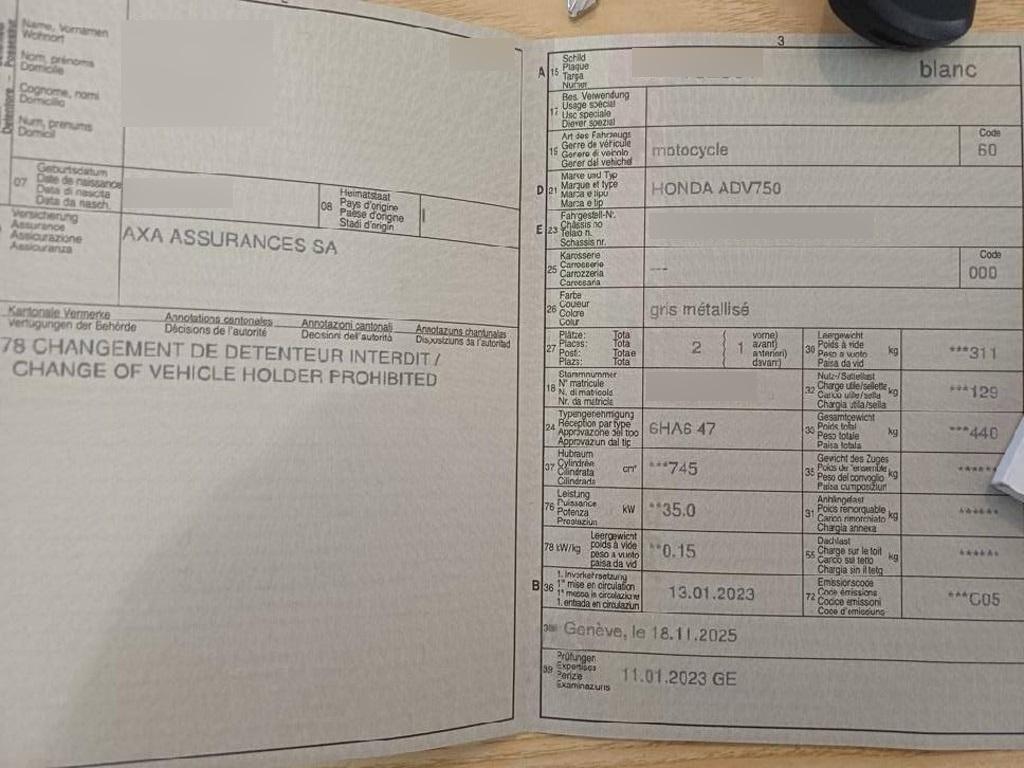 Name, Vornamen
Wohnort
Nom, prénoms
Domicile
Cognome, nomi
Domicilio
Num, prenums
Domicil
07
Geburtsdatum
Date de naissance
Data di nascita
Data da nasch.
08
Heimatstaat
Pays d'origine
Paese d'origine
Stadi d'origin
Versicherung
Assurance
Assicurazione
Assicuranza
AXA ASSURANCES SA
Kantonale Vermerke Annotations cantonales Annotazioni cantonali Annotaziuns chantunalas
Verfügungen der Behörde Décisions de l'autorité Decisioni dell'autorità Disposiziuns da l'autoritad
78 CHANGEMENT DE DETENTEUR INTERDIT /
CHANGE OF VEHICLE HOLDER PROHIBITED
3
A 15
Schild
Plaque
Targa
Numer
blanc
17
Bes. Verwendung
Usage spécial
Uso speciale
Diever spezial
19
Art des Fahrzeugs
Genre de véhicule
Genere di veicolo
Gener dal vehichel
motocycle
Code
60
D 21
Marke und Typ
Marque et type
Marca e tipo
Marca e tip
HONDA ADV750
E 23
Fahrgestell-Nr.
Châssis no
Telaio n.
Schassis nr.
25
Karosserie
Carrosserie
Carrozzeria
Carossaria
---
Code
000
26
Farbe
Couleur
Colore
Colur
gris métallisé
27
Plätze: Total
Places: Total
Posti: Totale
Plazs: Total
2 { 1
vorne)
avant)
anteriori)
davant)
30
Leergewicht
Poids à vide
Peso a vuoto
Paisa da vid
kg
***311
18
Stammnummer
N° matricule
N. di matricola
Nr. da matricla
32
Nutz-/Sattellast
Charge utile/sellette
Carico utile/sella
Chargia utila/sella
kg
***129
24
Typengenehmigung
Réception par type
Approvazione del tipo
Approvaziun dal tip
6HA6 47
33
Gesamtgewicht
Poids total
Peso totale
Paisa totala
kg
***440
37
Hubraum
Cylindrée
Cilindrata
Cilindrada
cm³
***745
35
Gewicht des Zuges
Poids de l'ensemble
Peso del convoglio
Paisa cumposiziun
kg
******
76
Leistung
Puissance
Potenza
Prestaziun
kW
**35.0
31
Anhängelast
Poids remorquable
Carico rimorchiato
Chargia annexa
kg
******
78 kW/kg
Leergewicht
poids à vide
peso a vuoto
paisa da vid
**0.15
55
Dachlast
Charge sur le toit
Carico sul tetto
Chargia sin il tetg
kg
******
B 36
1. Inverkehrsetzung
1re mise en circulation
1a messa in circolazione
1. entrada en circulaziun
13.01.2023
72
Emissionscode
Code émissions
Codice emissioni
Code d'emissiuns
***C05
38
Genève, le 18.11.2025
39
Prüfungen
Expertises
Perizie
Examinaziuns
11.01.2023 GE